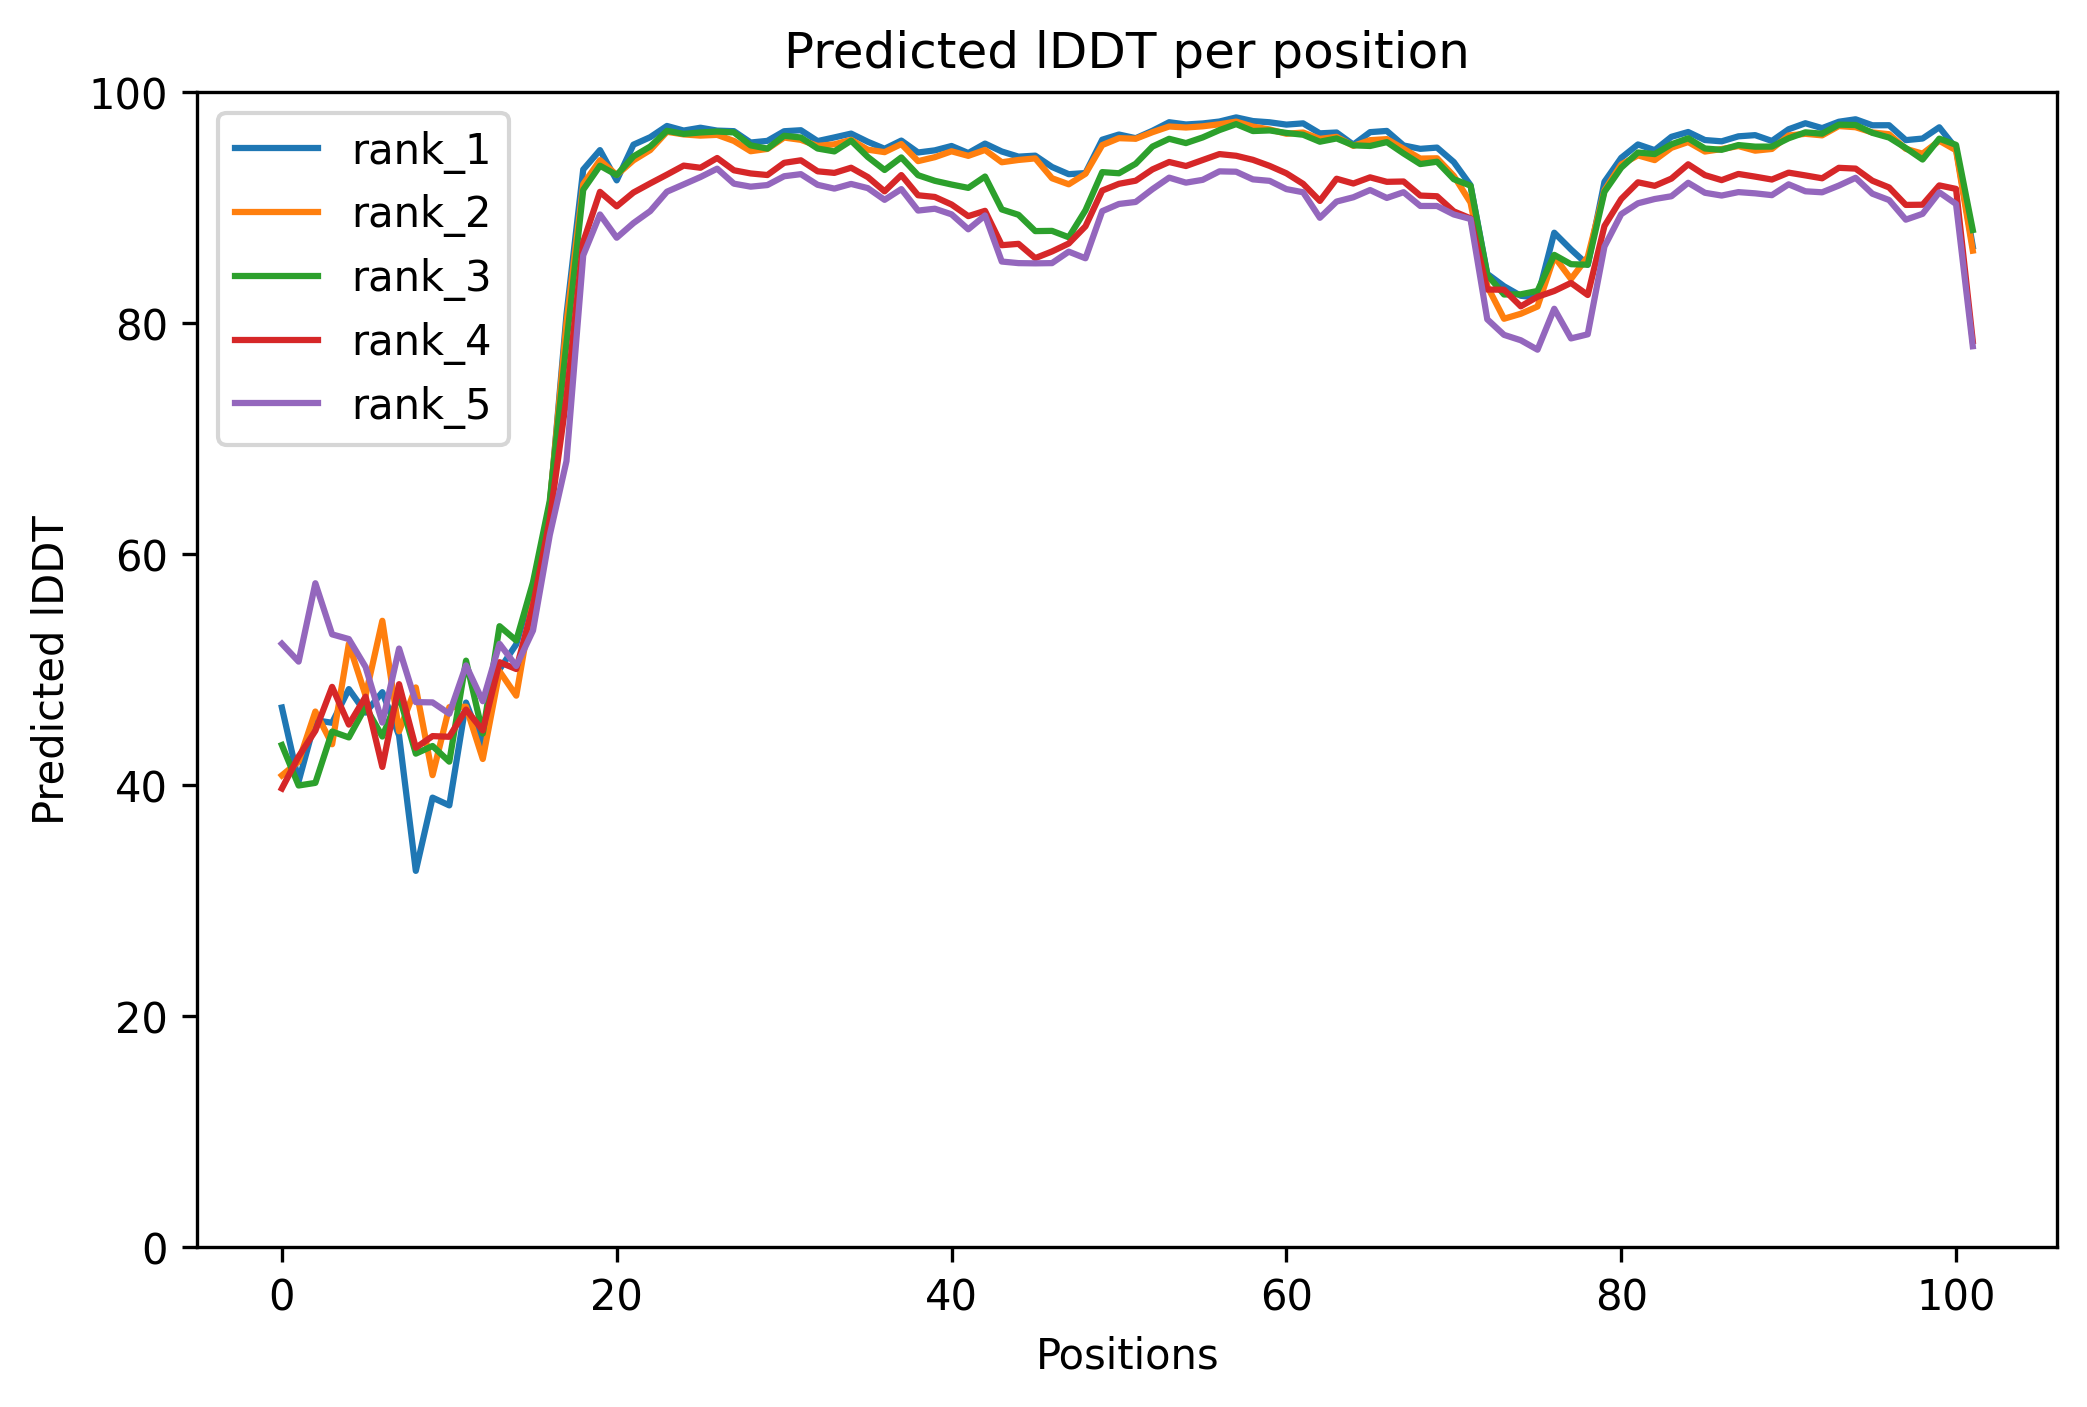 Predicted lDDT per position
100
80
60
40
20
0
Predicted lDDT
rank_1
rank_2
rank_3
rank_4
rank_5
0 20 40 60 80 100
Positions